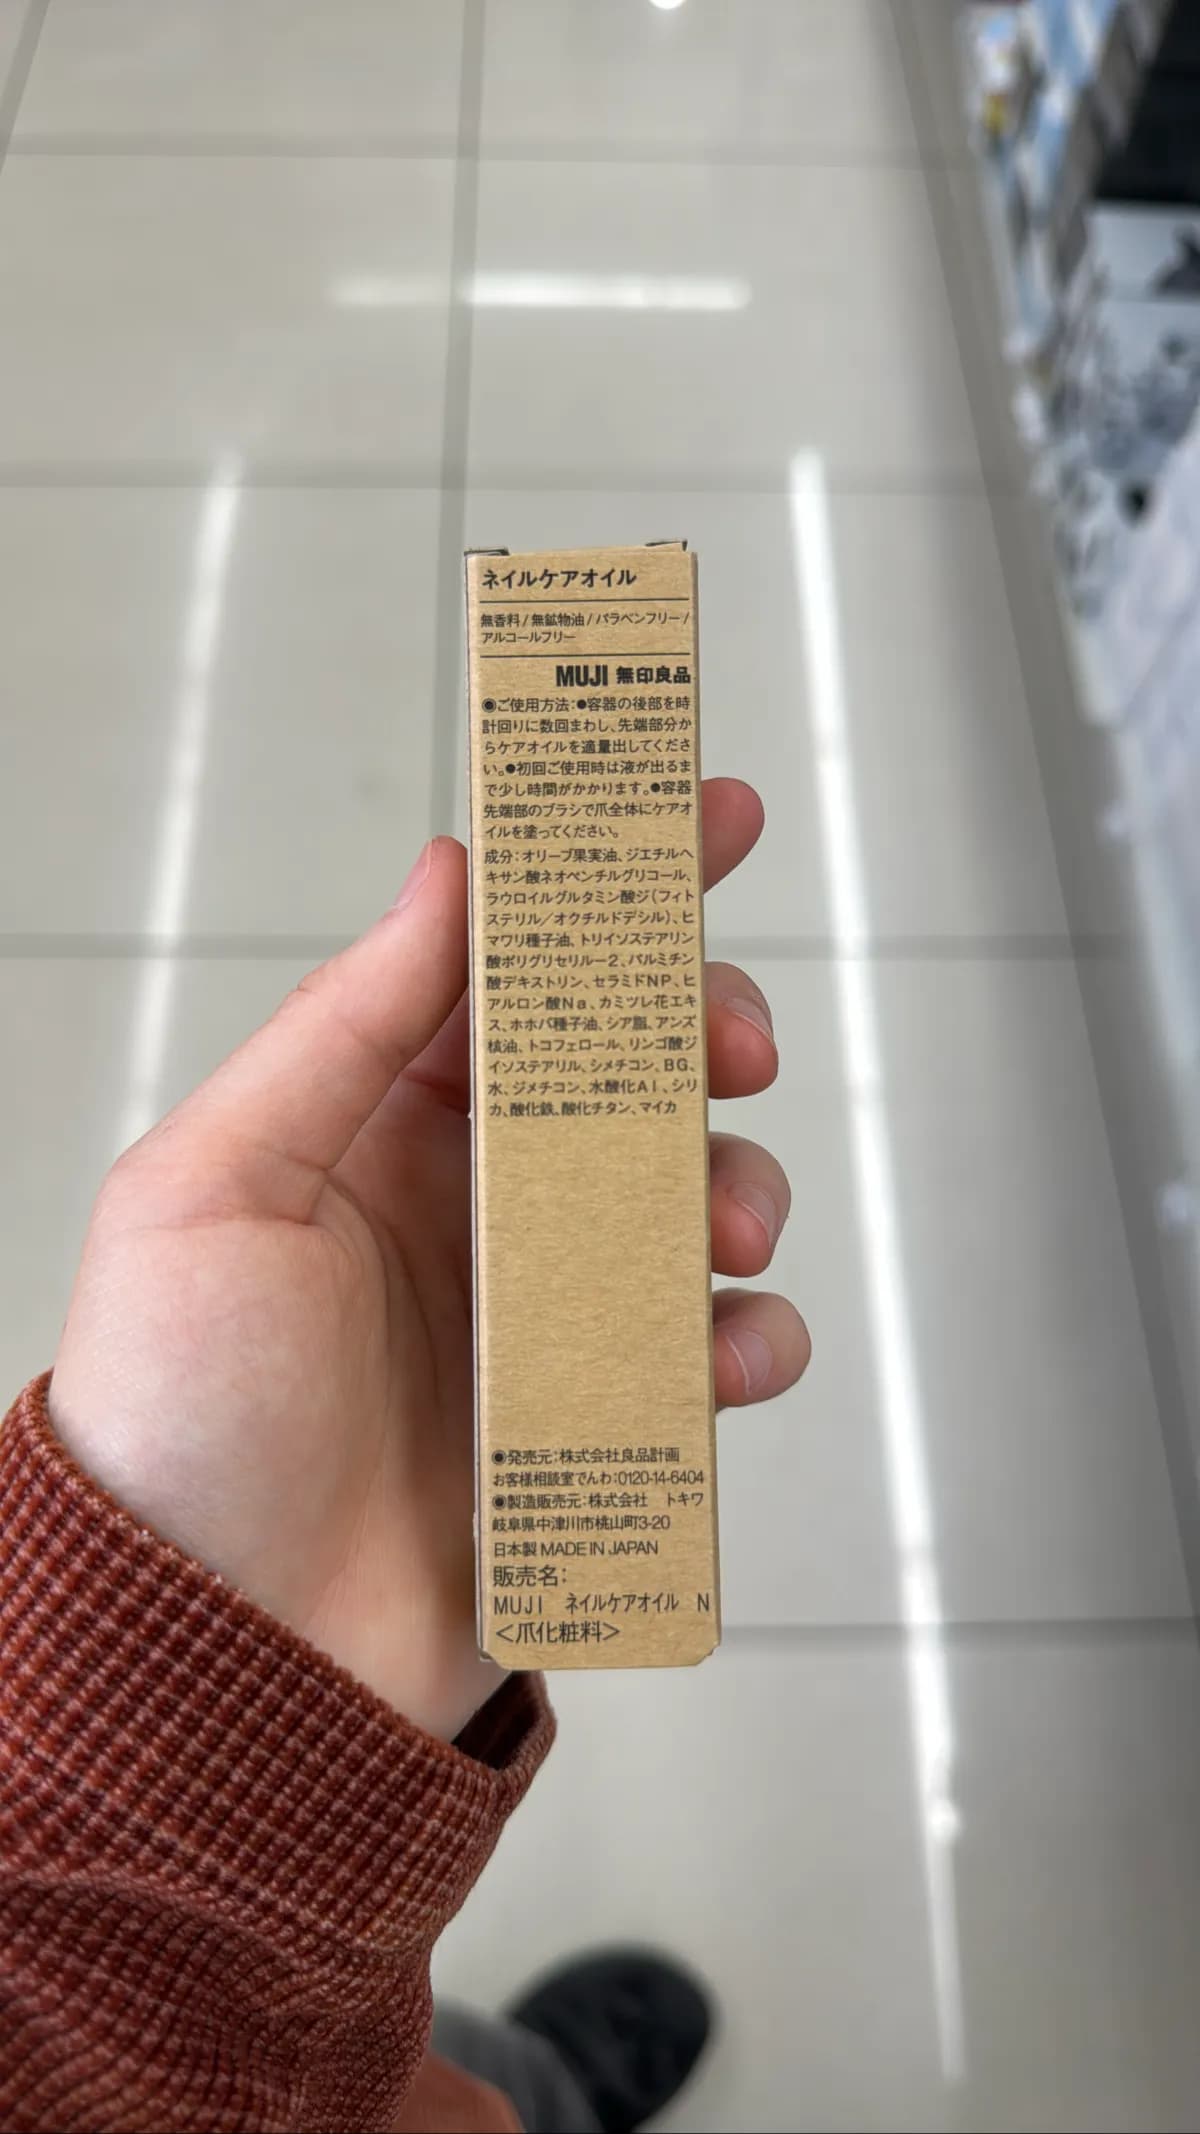 ネイルケアオイル
無香料/無鉱物油/パラベンフリー/
アルコールフリー
MUJI 無印良品
◉ご使用方法:●容器の後部を時
計回りに数回まわし、先端部分か
らケアオイルを適量出してくださ
い。●初回ご使用時は液が出るま
で少し時間がかかります。●容器
先端部のブラシで爪全体にケアオ
イルを塗ってください。
成分:オリーブ果実油、ジエチルヘ
キサン酸ネオペンチルグリコール、
ラウロイルグルタミン酸ジ(フィト
ステリル/オクチルドデシル)、ヒ
マワリ種子油、トリイソステアリン
酸ポリグリセリル-2、パルミチン
酸デキストリン、セラミドNP、ヒ
アルロン酸Na、カミツレ花エキ
ス、ホホバ種子油、シア脂、アンズ
核油、トコフェロール、リンゴ酸ジ
イソステアリル、シメチコン、BG、
水、ジメチコン、水酸化Al、シリ
カ、酸化鉄、酸化チタン、マイカ
◉発売元:株式会社良品計画
お客様相談室でんわ:0120-14-6404
◉製造販売元:株式会社 トキワ
岐阜県中津川市桃山町3-20
日本製 MADE IN JAPAN
販売名:
MUJI ネイルケアオイル N
<爪化粧料>